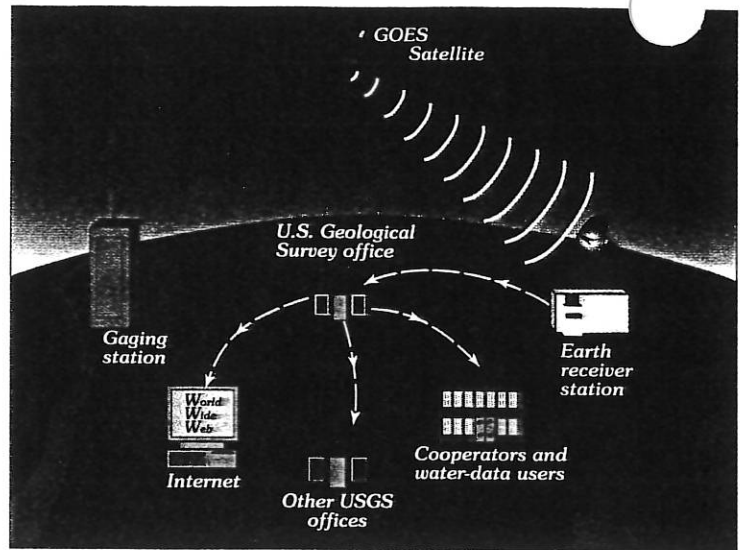 GOES
Satellite
U.S. Geological
Survey office
Gaging
station
Earth
receiver
station
World
Wide
Web
Internet
Other USGS
offices
Cooperators and
water-data users